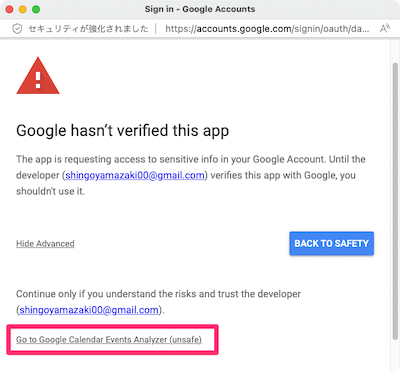 Sign in - Google Accounts
セキュリティが強化されました
https://accounts.google.com/signin/oauth/da...
Google hasn't verified this app
The app is requesting access to sensitive info in your Google Account. Until the
developer (shingoyamazaki00@gmail.com) verifies this app with Google, you
shouldn't use it.
Hide Advanced
BACK TO SAFETY
Continue only if you understand the risks and trust the developer
(shingoyamazaki00@gmail.com).
Go to Google Calendar Events Analyzer (unsafe)